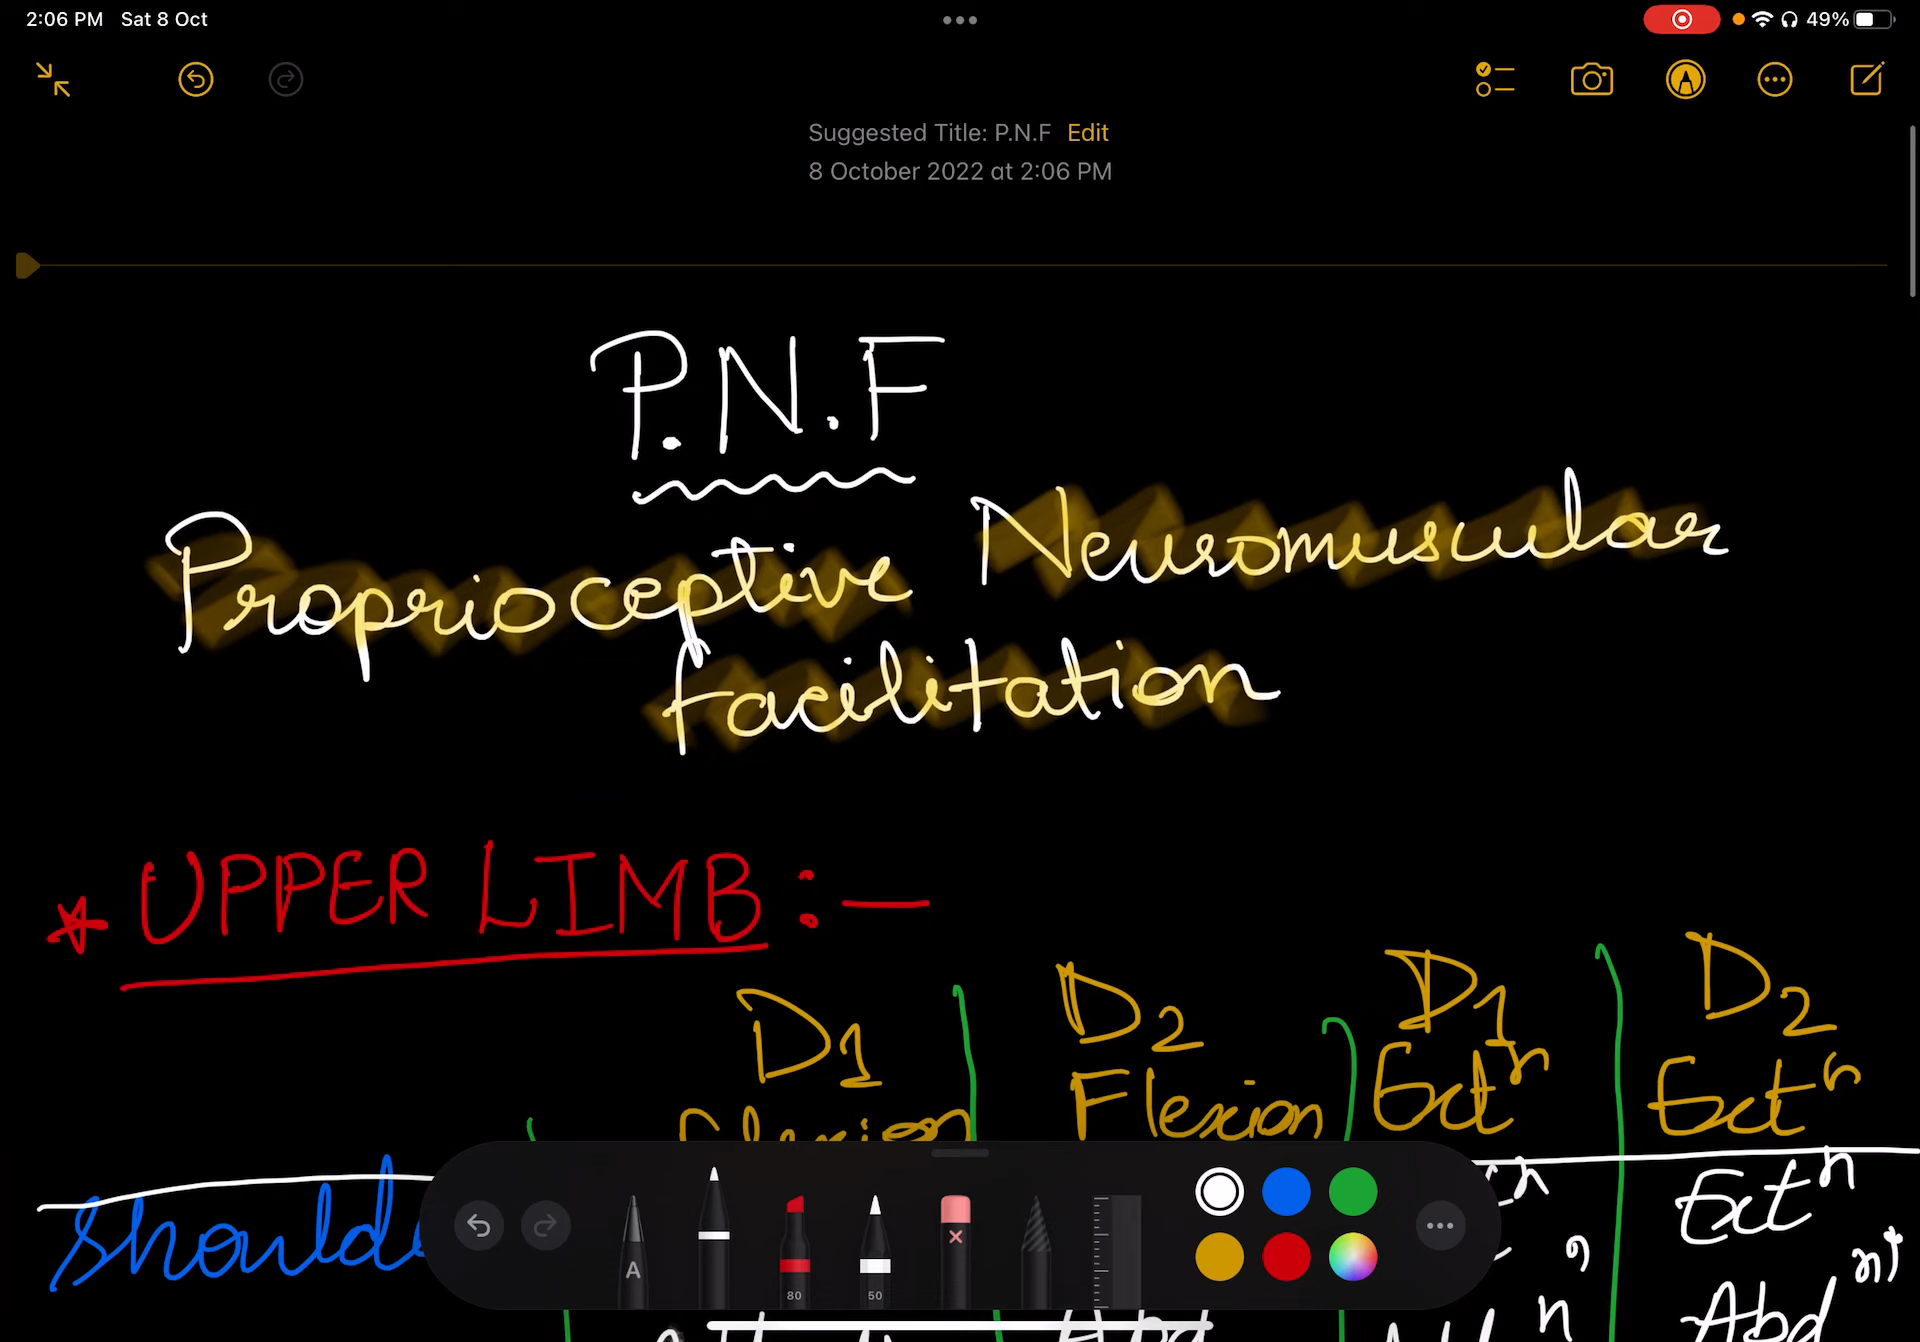 2:06 PM Sat 8 Oct
49%
Suggested Title: P.N.F Edit
8 October 2022 at 2:06 PM
P.N.F
Proprioceptive Neuromuscular
facilitation
* UPPER LIMB :—
D1 D2 D1 D2
Flexion Flexion Extⁿ Extⁿ
Extⁿ
Abd
A
80
50